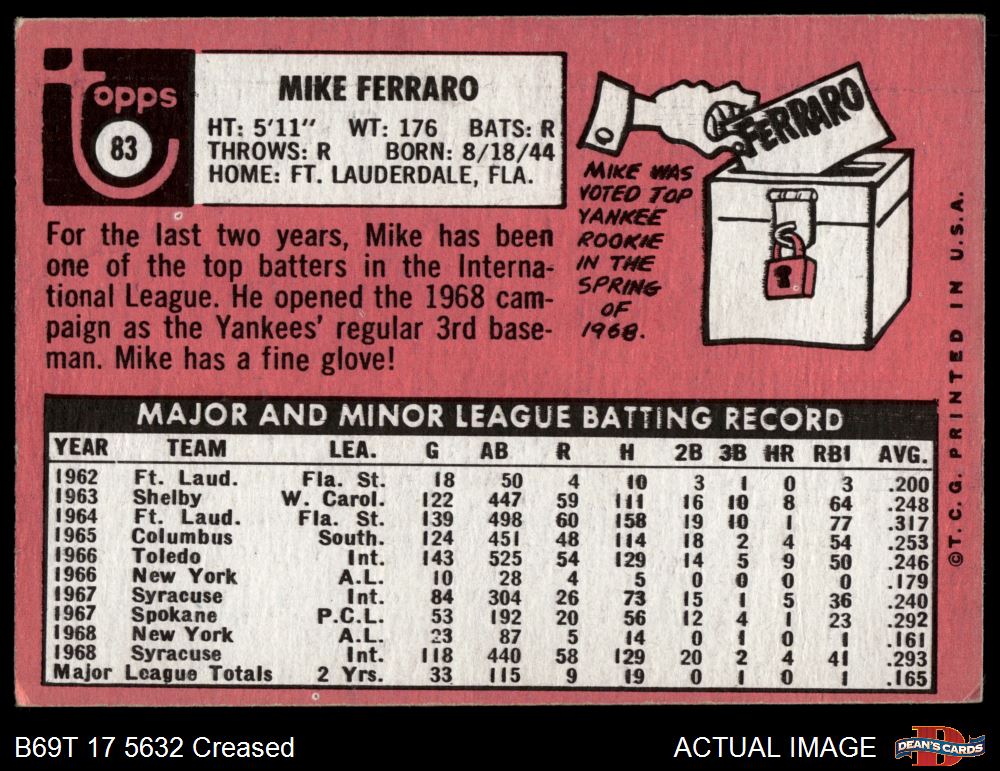 Topps
83
MIKE FERRARO
HT: 5'11" WT: 176 BATS: R
THROWS: R BORN: 8/18/44
HOME: FT. LAUDERDALE, FLA.
FERRARO
MIKE WAS
VOTED TOP
YANKEE
ROOKIE
IN THE
SPRING
OF
1968.
For the last two years, Mike has been
one of the top batters in the Interna-
tional League. He opened the 1968 cam-
paign as the Yankees' regular 3rd base-
man. Mike has a fine glove!
MAJOR AND MINOR LEAGUE BATTING RECORD
YEAR TEAM LEA. G AB R H 2B 3B HR RBI AVG.
1962 Ft. Laud. Fla. St. 18 50 4 10 3 1 0 3 .200
1963 Shelby W. Carol. 122 447 59 111 16 10 8 64 .248
1964 Ft. Laud. Fla. St. 139 498 60 158 19 10 1 77 .317
1965 Columbus South. 124 451 48 114 18 2 4 54 .253
1966 Toledo Int. 143 525 54 129 14 5 9 50 .246
1966 New York A.L. 10 28 4 5 0 0 0 0 .179
1967 Syracuse Int. 84 304 26 73 15 1 5 36 .240
1967 Spokane P.C.L. 53 192 20 56 12 4 1 23 .292
1968 New York A.L. 23 87 5 14 0 1 0 1 .161
1968 Syracuse Int. 118 440 58 129 20 2 4 41 .293
Major League Totals 2 Yrs. 33 115 9 19 0 1 0 1 .165
©T.C.G. PRINTED IN U.S.A.
B69T 17 5632 Creased
ACTUAL IMAGE
DEAN'S CARDS